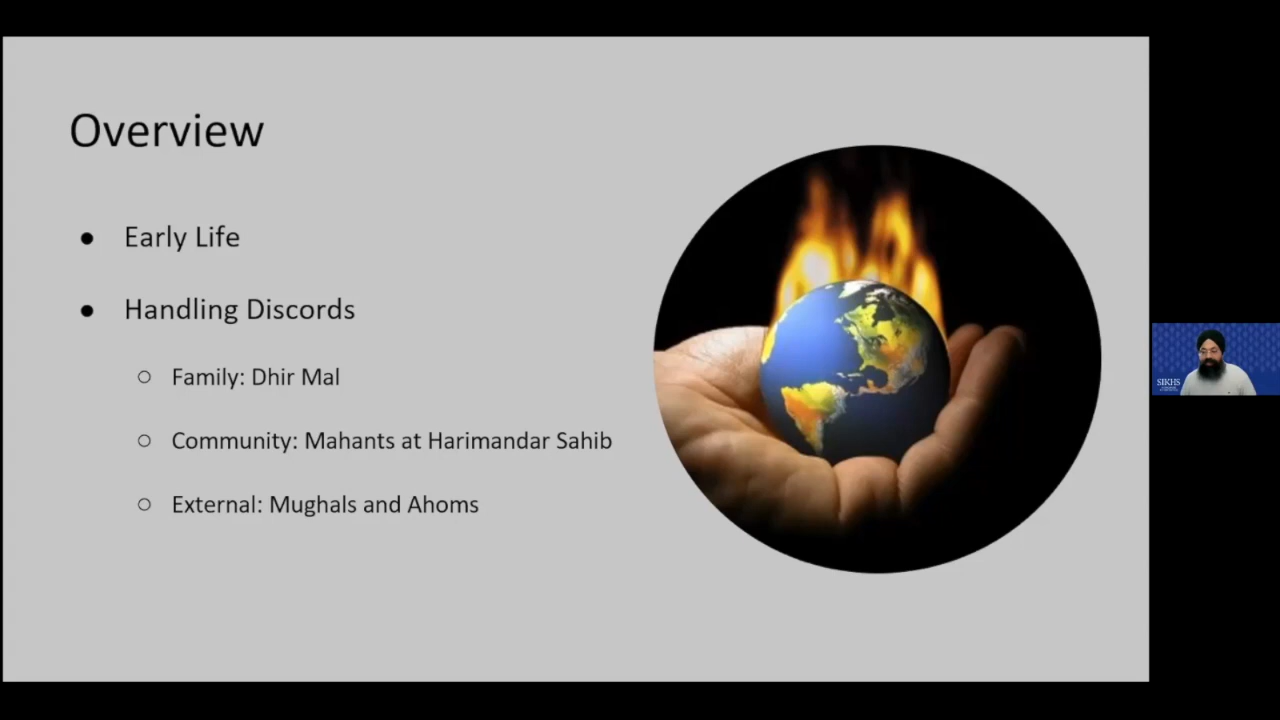 Overview
● Early Life
● Handling Discords
○ Family: Dhir Mal
○ Community: Mahants at Harimandar Sahib
○ External: Mughals and Ahoms
SIKHS